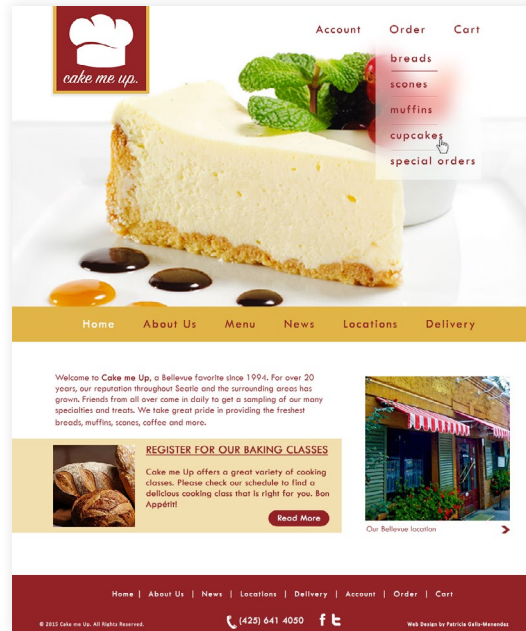 cake me up.
Account Order Cart
breads
scones
muffins
cupcakes
special orders
Home About Us Menu News Locations Delivery
Welcome to Cake me Up, a Bellevue favorite since 1994. For over 20
years, our reputation throughout Seatle and the surrounding areas has
grown. Friends from all over come in daily to get a sampling of our many
specialties and treats. We take great pride in providing the freshest
breads, muffins, scones, coffee and more.
REGISTER FOR OUR BAKING CLASSES
Cake me Up offers a great variety of cooking
classes. Please check our schedule to find a
delicious cooking class that is right for you. Bon
Appétit!
Read More
Our Bellevue location
Home | About Us | News | Locations | Delivery | Account | Order | Cart
© 2015 Cake me Up. All Rights Reserved.
(425) 641 4050
Web Design by Patricia Galis-Menendez